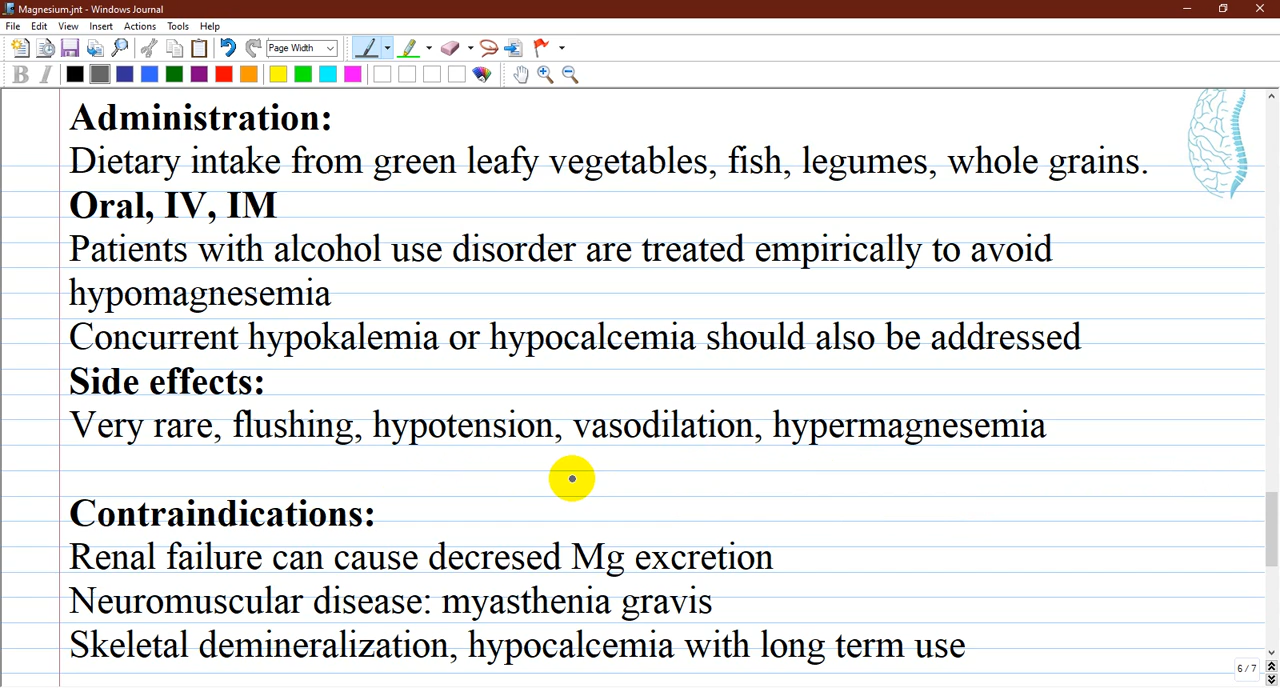 Magnesium.jnt - Windows Journal
File Edit View Insert Actions Tools Help
Page Width
B I
Administration:
Dietary intake from green leafy vegetables, fish, legumes, whole grains.
Oral, IV, IM
Patients with alcohol use disorder are treated empirically to avoid
hypomagnesemia
Concurrent hypokalemia or hypocalcemia should also be addressed
Side effects:
Very rare, flushing, hypotension, vasodilation, hypermagnesemia
Contraindications:
Renal failure can cause decresed Mg excretion
Neuromuscular disease: myasthenia gravis
Skeletal demineralization, hypocalcemia with long term use
6 / 7